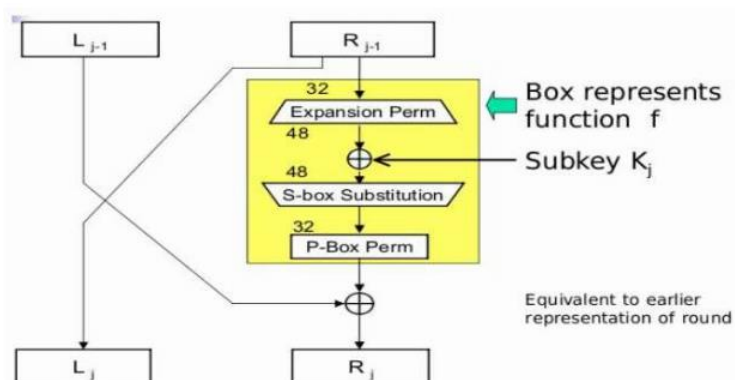 L j-1
R j-1
32
Expansion Perm
48
Box represents
function f
Subkey Kj
48
S-box Substitution
32
P-Box Perm
Equivalent to earlier
representation of round
L j
R j